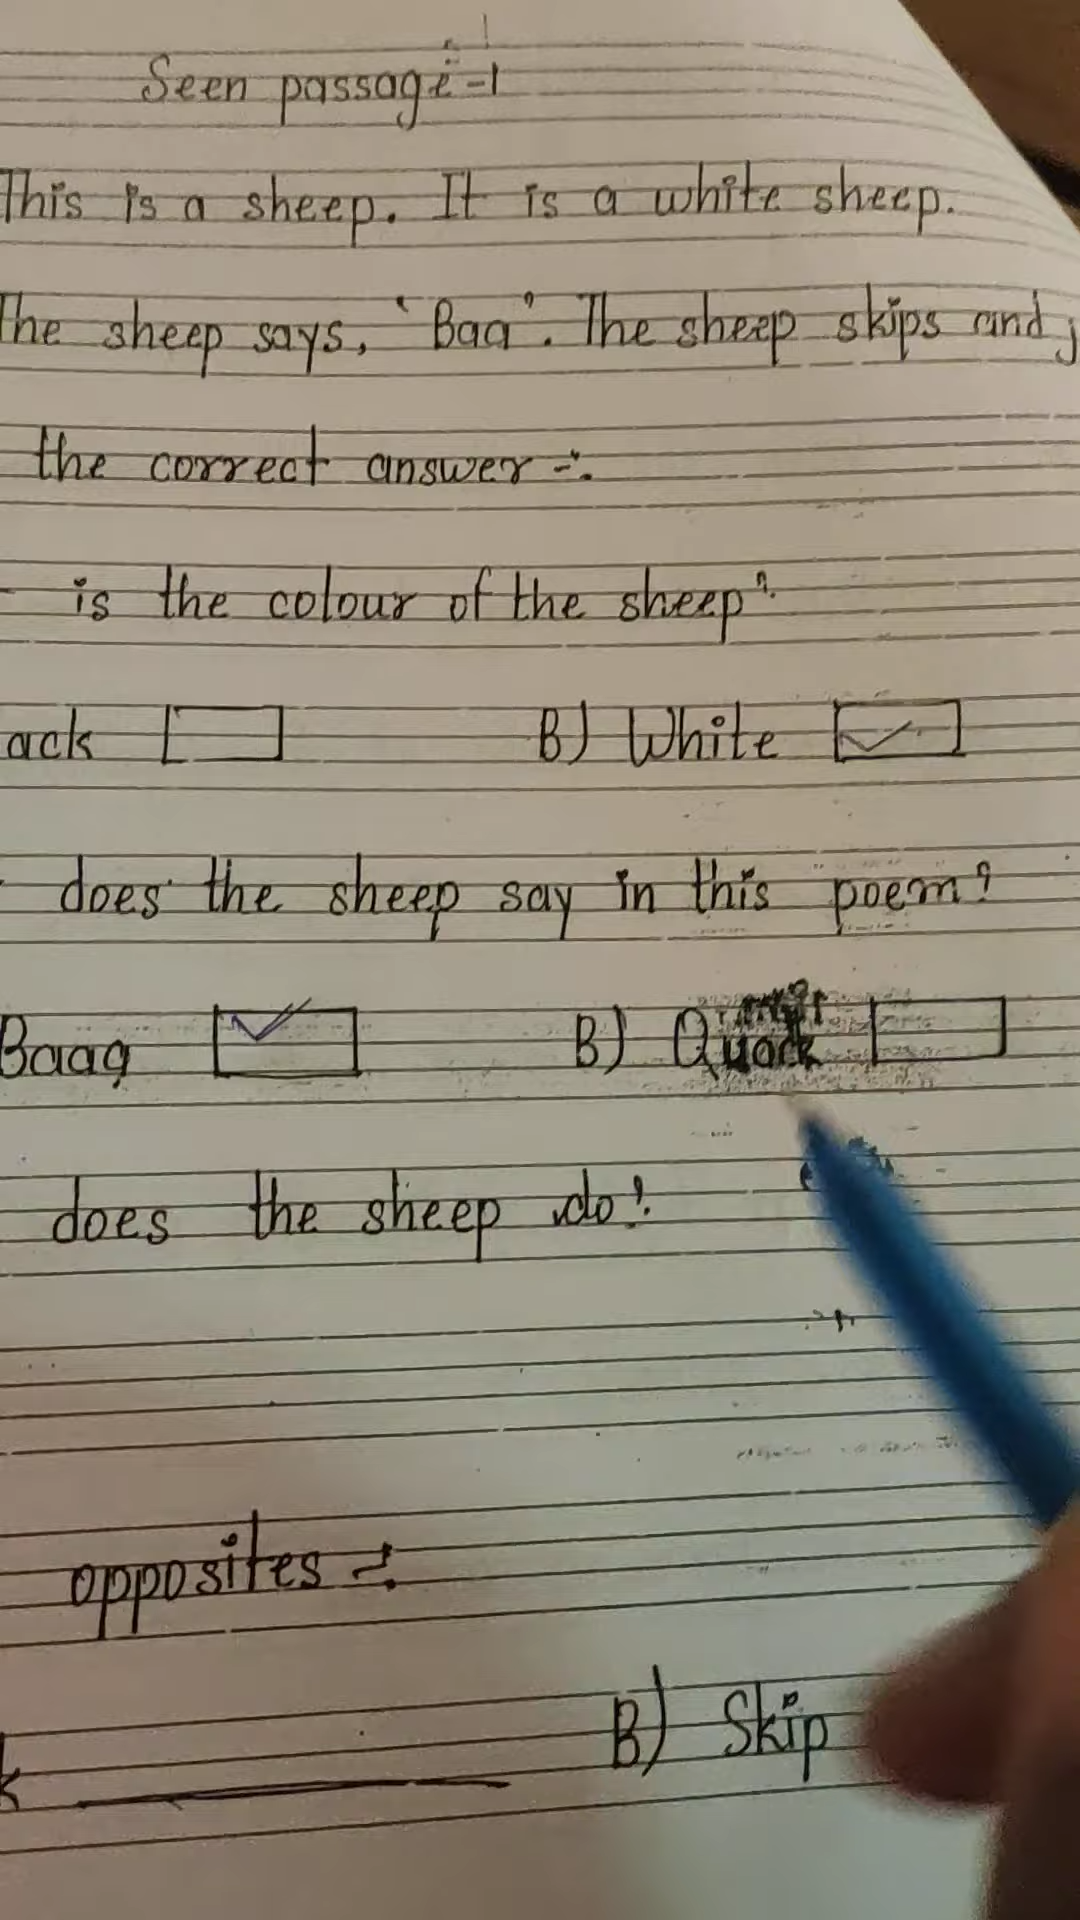 Seen passage-1
This is a sheep. It is a white sheep.
The sheep says, 'Baa'. The sheep skips and j
the correct answer -:
is the colour of the sheep?
ack B) White
does the sheep say in this poem?
Baaa B) Quack
does the sheep do?
opposites -:
k B) Skip